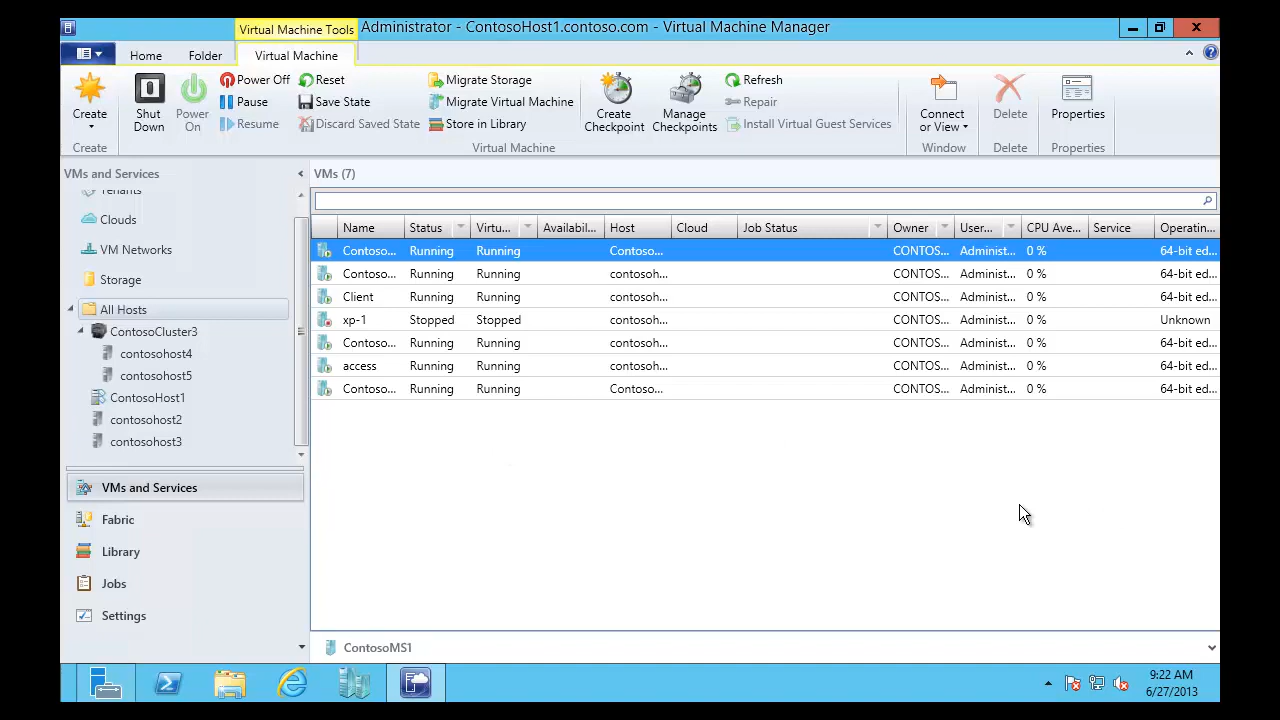 Virtual Machine Tools
Administrator - ContosoHost1.contoso.com - Virtual Machine Manager
Home Folder Virtual Machine
Create
Shut Down
Power On
Power Off
Pause
Resume
Reset
Save State
Discard Saved State
Migrate Storage
Migrate Virtual Machine
Store in Library
Create Checkpoint
Manage Checkpoints
Refresh
Repair
Install Virtual Guest Services
Connect or View
Delete
Properties
Create Virtual Machine Window Delete Properties
VMs and Services
Tenants
Clouds
VM Networks
Storage
All Hosts
ContosoCluster3
contosohost4
contosohost5
ContosoHost1
contosohost2
contosohost3
VMs and Services
Fabric
Library
Jobs
Settings
VMs (7)
Name Status Virtu... Availabil... Host Cloud Job Status Owner User... CPU Ave... Service Operatin...
Contoso... Running Running Contoso... CONTOS... Administ... 0 % 64-bit ed...
Contoso... Running Running contosoh... CONTOS... Administ... 0 % 64-bit ed...
Client Running Running contosoh... CONTOS... Administ... 0 % 64-bit ed...
xp-1 Stopped Stopped contosoh... CONTOS... Administ... 0 % Unknown
Contoso... Running Running contosoh... CONTOS... Administ... 0 % 64-bit ed...
access Running Running contosoh... CONTOS... Administ... 0 % 64-bit ed...
Contoso... Running Running Contoso... CONTOS... Administ... 0 % 64-bit ed...
ContosoMS1
9:22 AM
6/27/2013